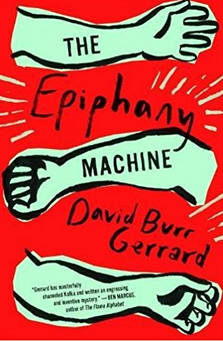 THE
Epiphany
MACHINE
David Burr
Gerrard
"Gerrard has masterfully
channeled Kafka and written an engrossing
and inventive mystery." —BEN MARCUS,
author of The Flame Alphabet